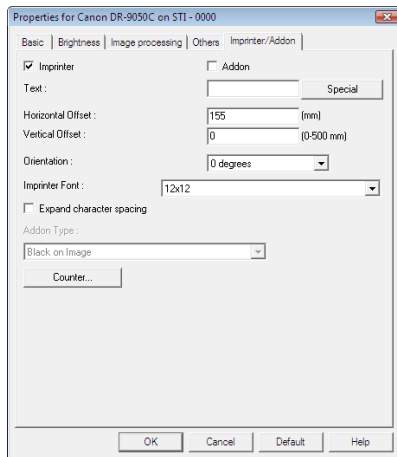 Properties for Canon DR-9050C on STI - 0000
Basic Brightness Image processing Others Imprinter/Addon
Imprinter Addon
Text : Special
Horizontal Offset : 155 (mm)
Vertical Offset : 0 (0-500 mm)
Orientation : 0 degrees
Imprinter Font : 12x12
Expand character spacing
Addon Type :
Black on Image
Counter...
OK Cancel Default Help